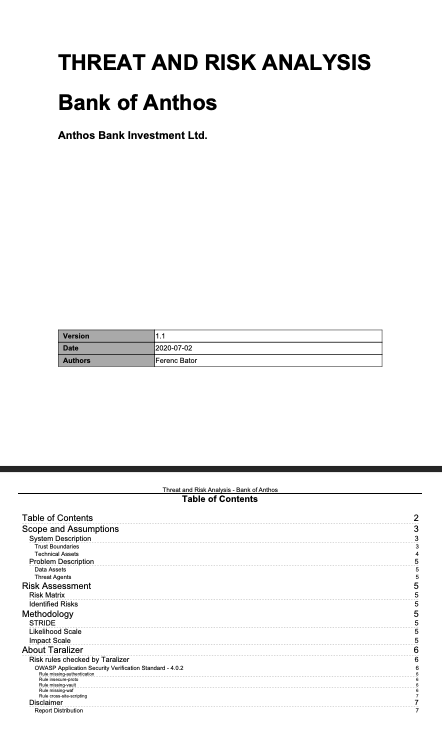 THREAT AND RISK ANALYSIS
Bank of Anthos
Anthos Bank Investment Ltd.
Version 1.1
Date 2020-07-02
Authors Ferenc Bator
Threat and Risk Analysis - Bank of Anthos
Table of Contents
Table of Contents 2
Scope and Assumptions 3
System Description 3
Trust Boundaries 3
Technical Assets 4
Problem Description 5
Data Assets 5
Threat Agents 5
Risk Assessment 5
Risk Matrix 5
Identified Risks 5
Methodology 5
STRIDE 5
Likelihood Scale 5
Impact Scale 5
About Taralizer 6
Risk rules checked by Taralizer 6
OWASP Application Security Verification Standard - 4.0.2 6
Rule missing-authentication 6
Rule insecure-prots 6
Rule missing-vault 6
Rule missing-waf 6
Rule cross-site-scripting 7
Disclaimer 7
Report Distribution 7